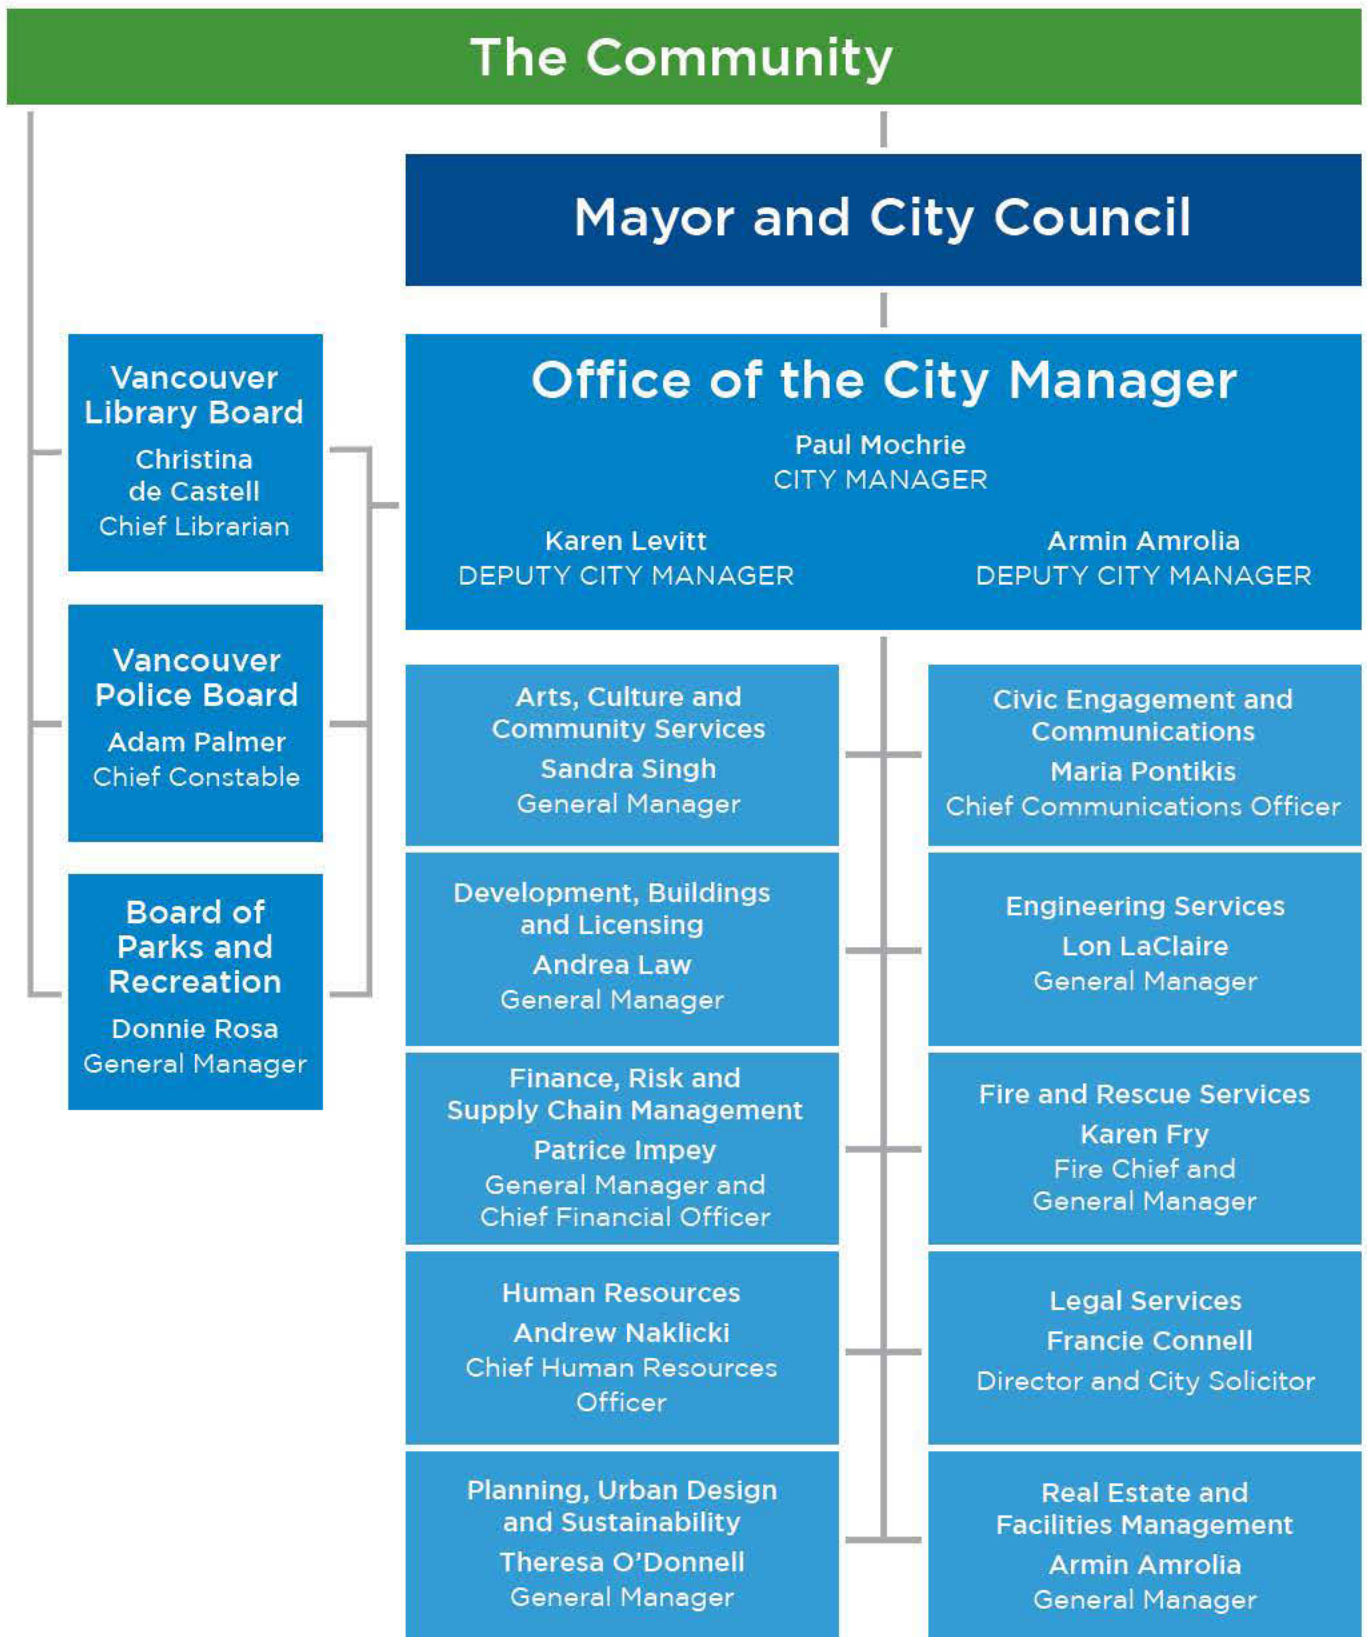 The Community
Mayor and City Council
Vancouver
Library Board
Christina
de Castell
Chief Librarian
Vancouver
Police Board
Adam Palmer
Chief Constable
Board of
Parks and
Recreation
Donnie Rosa
General Manager
Office of the City Manager
Paul Mochrie
CITY MANAGER
Karen Levitt
DEPUTY CITY MANAGER
Armin Amrolia
DEPUTY CITY MANAGER
Arts, Culture and
Community Services
Sandra Singh
General Manager
Civic Engagement and
Communications
Maria Pontikis
Chief Communications Officer
Development, Buildings
and Licensing
Andrea Law
General Manager
Engineering Services
Lon LaClaire
General Manager
Finance, Risk and
Supply Chain Management
Patrice Impey
General Manager and
Chief Financial Officer
Fire and Rescue Services
Karen Fry
Fire Chief and
General Manager
Human Resources
Andrew Naklicki
Chief Human Resources
Officer
Legal Services
Francie Connell
Director and City Solicitor
Planning, Urban Design
and Sustainability
Theresa O'Donnell
General Manager
Real Estate and
Facilities Management
Armin Amrolia
General Manager